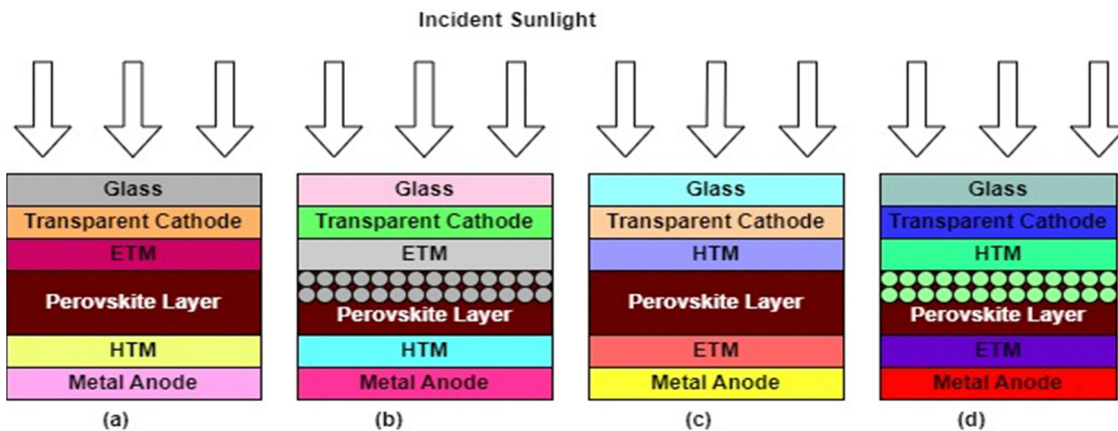 Incident Sunlight
Glass
Transparent Cathode
ETM
Perovskite Layer
HTM
Metal Anode
(a)
Glass
Transparent Cathode
ETM
Perovskite Layer
HTM
Metal Anode
(b)
Glass
Transparent Cathode
HTM
Perovskite Layer
ETM
Metal Anode
(c)
Glass
Transparent Cathode
HTM
Perovskite Layer
ETM
Metal Anode
(d)